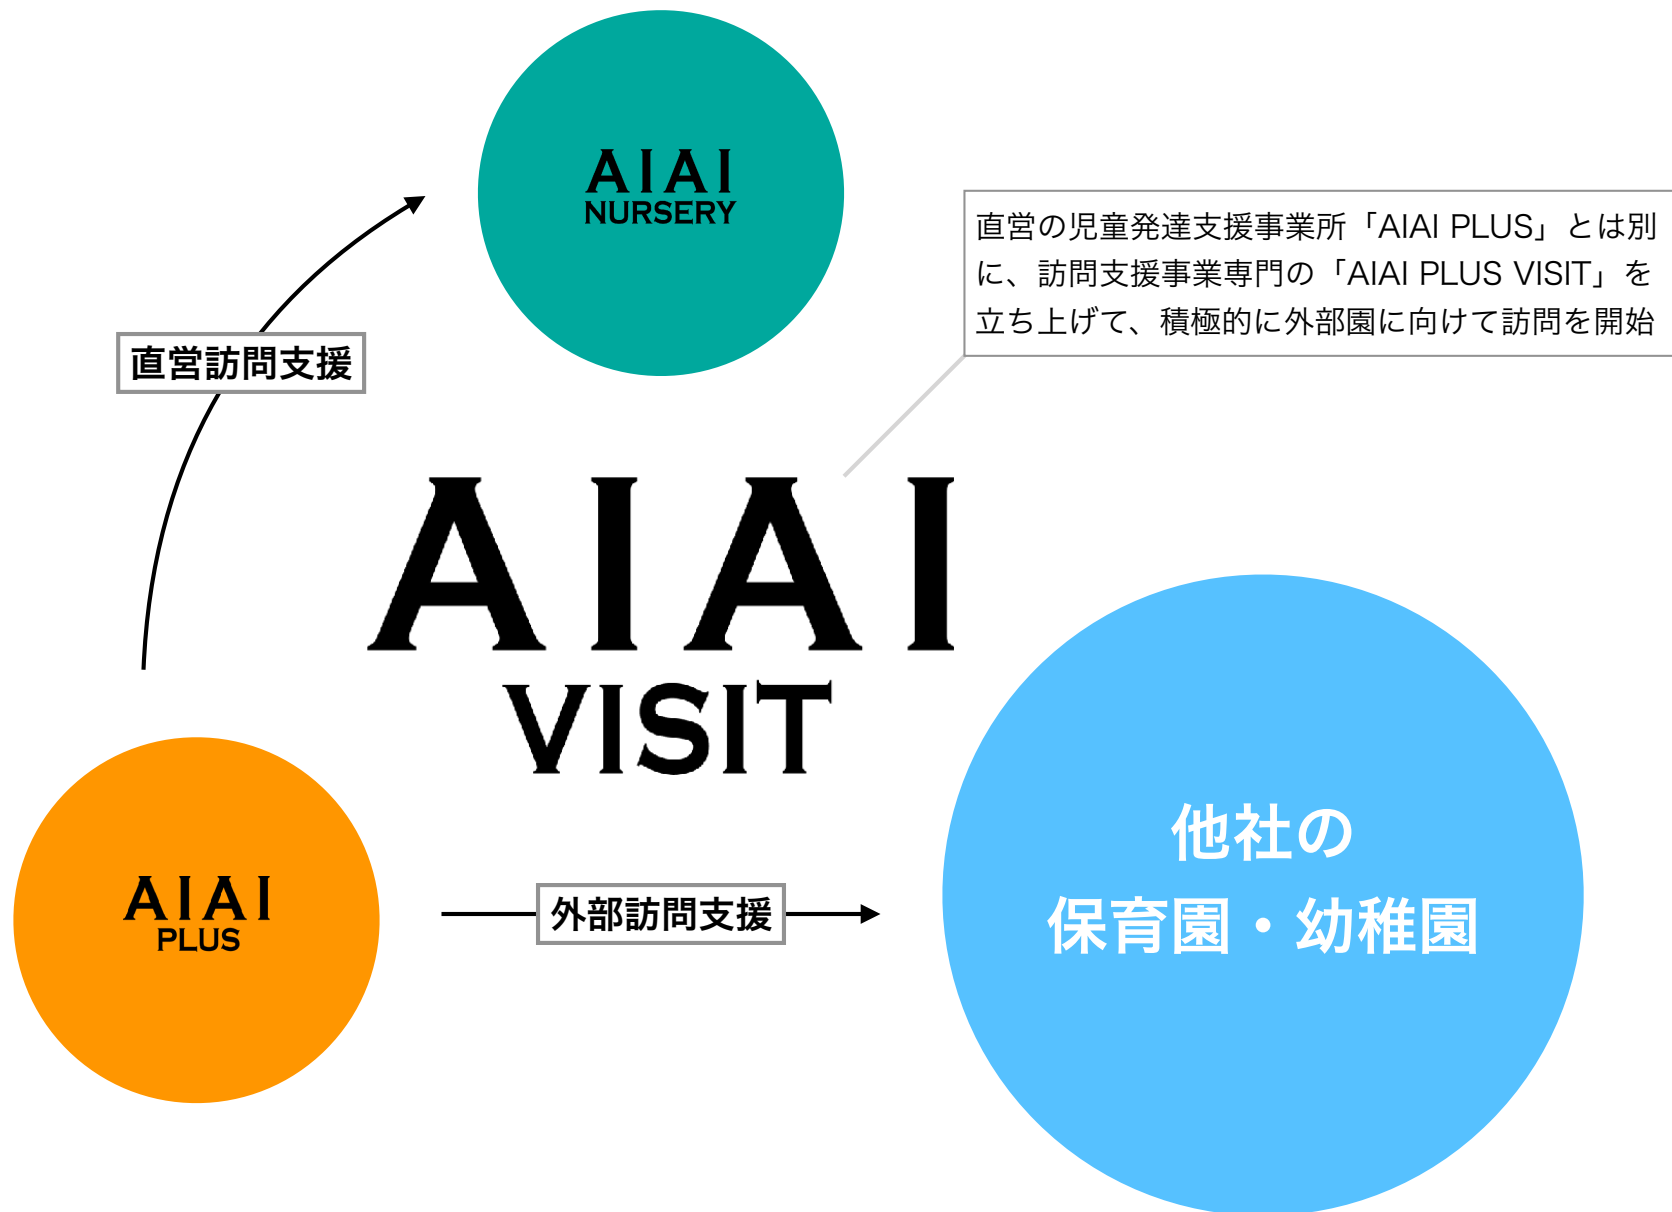 AIAI
NURSERY
直営の児童発達支援事業所「AIAI PLUS」とは別
に、訪問支援事業専門の「AIAI PLUS VISIT」を
立ち上げて、積極的に外部園に向けて訪問を開始
直営訪問支援
AIAI
VISIT
他社の
保育園・幼稚園
AIAI
PLUS
外部訪問支援